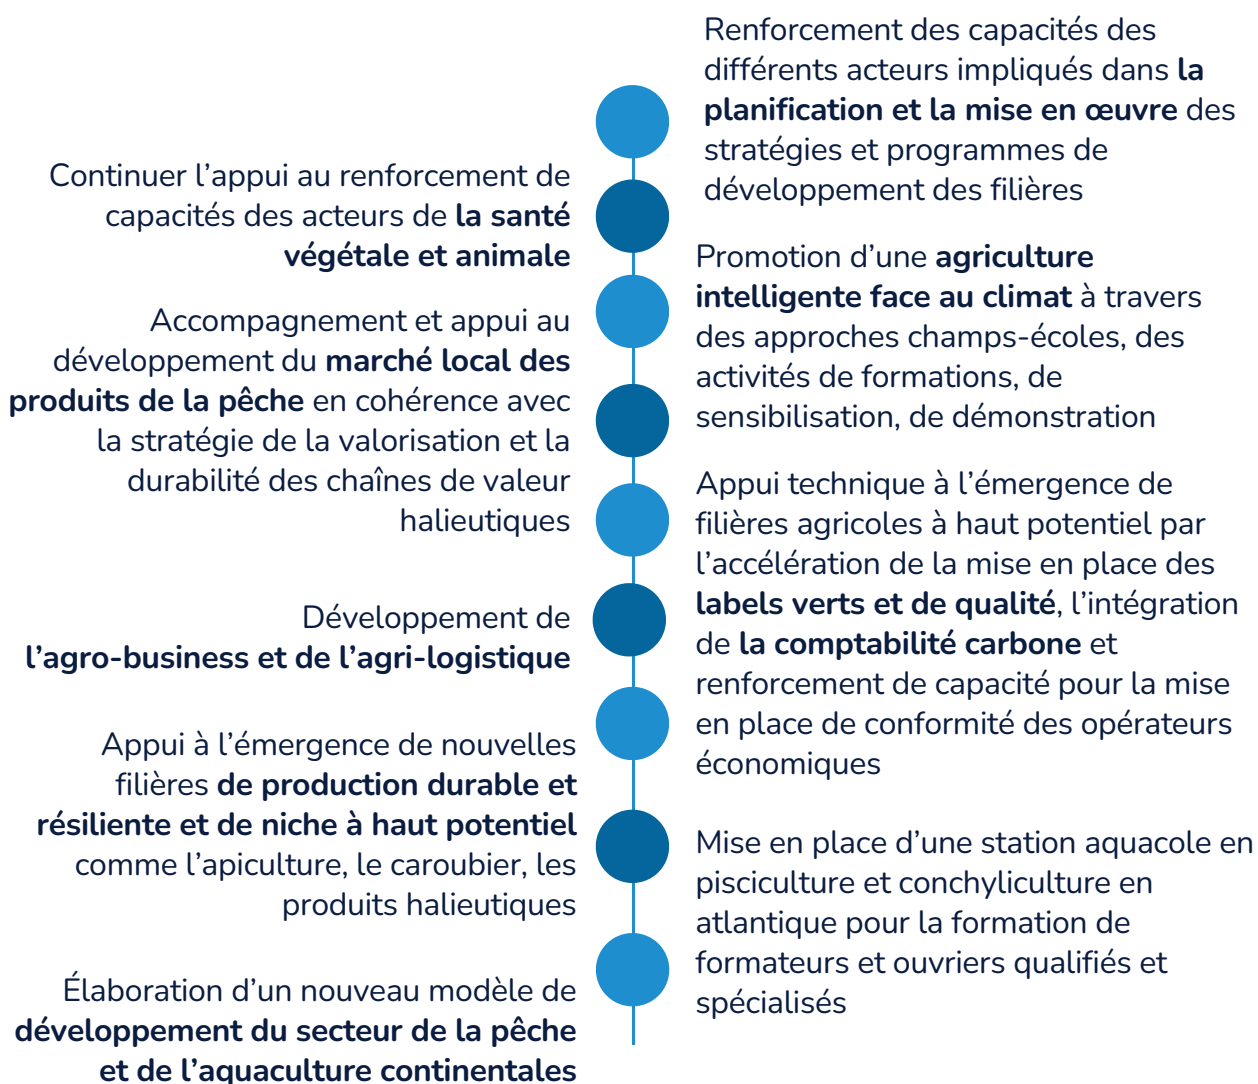 Renforcement des capacités des
différents acteurs impliqués dans la
planification et la mise en œuvre des
stratégies et programmes de
développement des filières
Continuer l’appui au renforcement de
capacités des acteurs de la santé
végétale et animale
Promotion d’une agriculture
intelligente face au climat à travers
des approches champs-écoles, des
activités de formations, de
sensibilisation, de démonstration
Accompagnement et appui au
développement du marché local des
produits de la pêche en cohérence avec
la stratégie de la valorisation et la
durabilité des chaînes de valeur
halieutiques
Appui technique à l’émergence de
filières agricoles à haut potentiel par
l’accélération de la mise en place des
labels verts et de qualité, l’intégration
de la comptabilité carbone et
renforcement de capacité pour la mise
en place de conformité des opérateurs
économiques
Développement de
l’agro-business et de l’agri-logistique
Appui à l’émergence de nouvelles
filières de production durable et
résiliente et de niche à haut potentiel
comme l’apiculture, le caroubier, les
produits halieutiques
Mise en place d’une station aquacole en
pisciculture et conchyliculture en
atlantique pour la formation de
formateurs et ouvriers qualifiés et
spécialisés
Élaboration d’un nouveau modèle de
développement du secteur de la pêche
et de l’aquaculture continentales